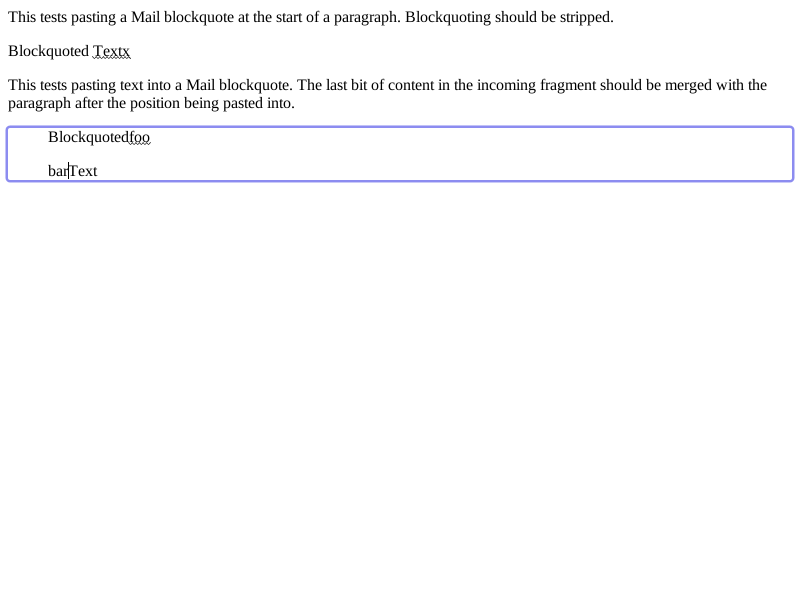 This tests pasting a Mail blockquote at the start of a paragraph. Blockquoting should be stripped.
Blockquoted Textx
This tests pasting text into a Mail blockquote. The last bit of content in the incoming fragment should be merged with the
paragraph after the position being pasted into.
Blockquotedfoo
barText